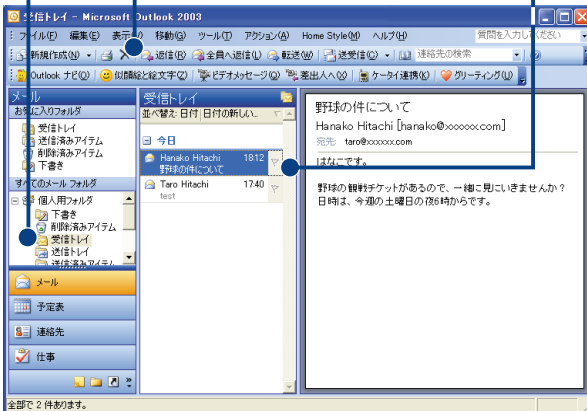 受信トレイ - Microsoft Outlook 2003
ファイル(F) 編集(E) 表示(V) 移動(G) ツール(T) アクション(A) Home Style(M) ヘルプ(H) 質問を入力してください
新規作成(N) 返信(R) 全員へ返信(L) 転送(W) 送受信(C) 連絡先の検索
Outlook ナビ(Q) 似顔絵と絵文字(Z) ビデオメッセージ(Q) 差出人へ(X) ケータイ連携(K) グリーティング(U)
メール
お気に入りフォルダ
受信トレイ
送信済みアイテム
削除済みアイテム
下書き
すべてのメール フォルダ
個人用フォルダ
下書き
削除済みアイテム
受信トレイ
送信トレイ
送信済みアイテム
メール
予定表
連絡先
仕事
受信トレイ
並べ替え: 日付 日付の新しい...
今日
Hanako Hitachi 18:12
野球の件について
Taro Hitachi 17:40
test
野球の件について
Hanako Hitachi [hanako@xxxxxx.com]
宛先: taro@xxxxxx.com
はなこです。
野球の観戦チケットがあるので、一緒に見にいきませんか？
日時は、今週の土曜日の夜6時からです。
全部で 2 件あります。